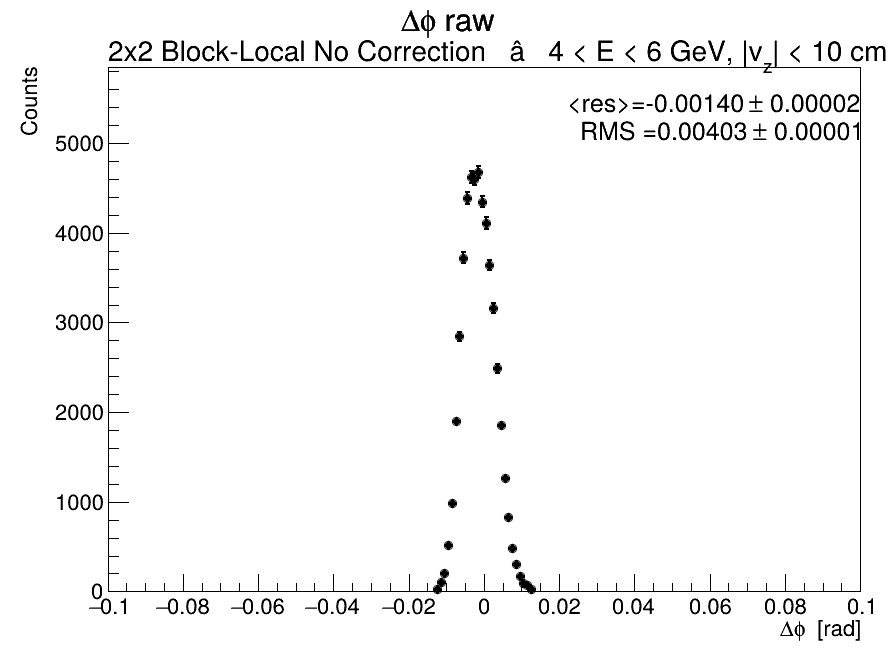 Δϕ raw
2x2 Block-Local No Correction â 4 < E < 6 GeV, |v_z| < 10 cm
Counts
<res>=-0.00140±0.00002
RMS =0.00403±0.00001
5000
4000
3000
2000
1000
0
−0.1 −0.08 −0.06 −0.04 −0.02 0 0.02 0.04 0.06 0.08 0.1
Δϕ [rad]